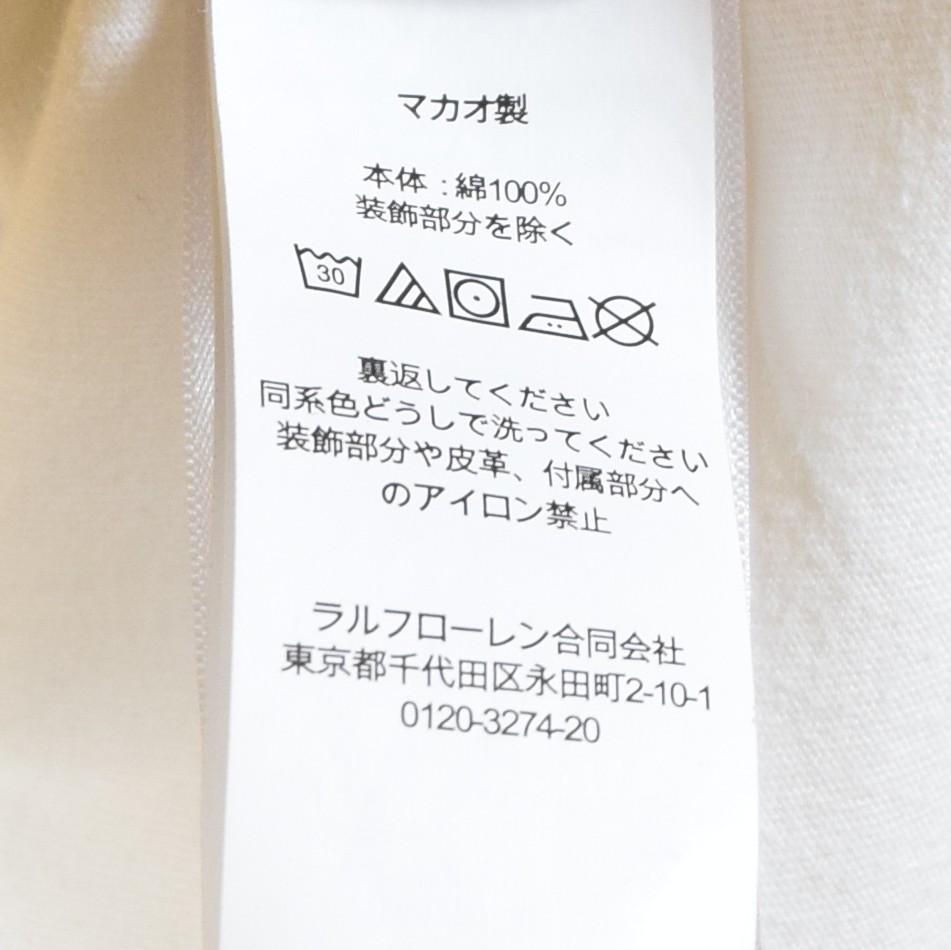 マカオ製
本体：綿100%
装飾部分を除く
30
裏返してください
同系色どうしで洗ってください
装飾部分や皮革、付属部分へ
のアイロン禁止
ラルフローレン合同会社
東京都千代田区永田町2-10-1
0120-3274-20